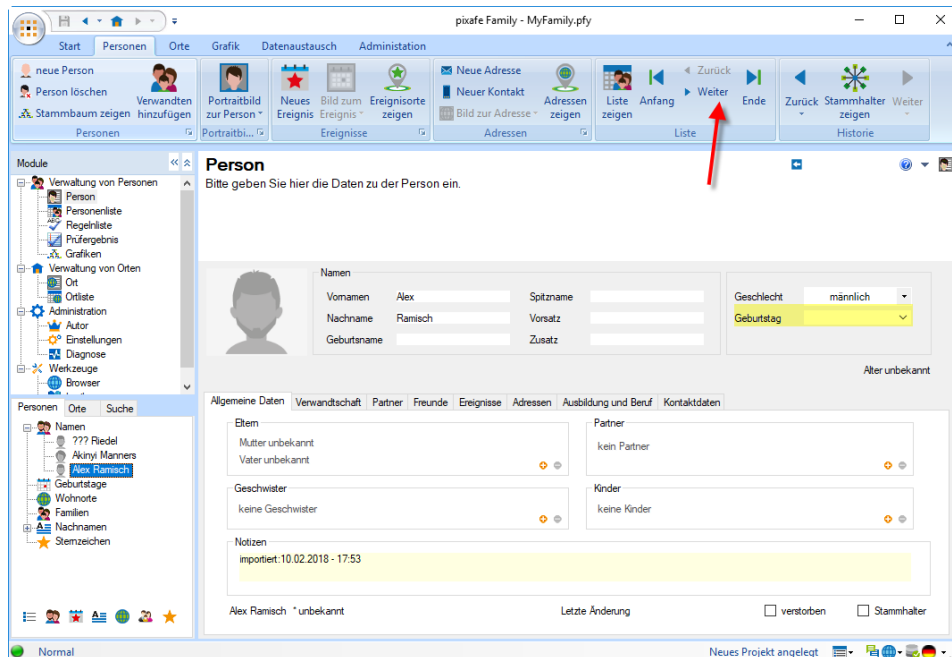 pixafe Family - MyFamily.pfy
Start Personen Orte Grafik Datenaustausch Administation
neue Person
Person löschen
Stammbaum zeigen
Verwandten
hinzufügen
Personen
Portraitbild
zur Person
Portraitbi...
Neues
Ereignis
Bild zum
Ereignis
Ereignisorte
zeigen
Ereignisse
Neue Adresse
Neuer Kontakt
Bild zur Adresse
Adressen
zeigen
Adressen
Liste
zeigen
Anfang
Zurück
Weiter
Ende
Liste
Zurück
Stammhalter
zeigen
Weiter
Historie
Module
Verwaltung von Personen
Person
Personenliste
Regelnliste
Prüfergebnis
Grafiken
Verwaltung von Orten
Ort
Ortliste
Administration
Autor
Einstellungen
Diagnose
Werkzeuge
Browser
Personen Orte Suche
Namen
??? Riedel
Akinyi Manners
Alex Ramisch
Geburtstage
Wohnorte
Familien
Nachnamen
Sternzeichen
Person
Bitte geben Sie hier die Daten zu der Person ein.
Namen
Vornamen Alex Spitzname
Nachname Ramisch Vorsatz
Geburtsname Zusatz
Geschlecht männlich
Geburtstag
Alter unbekannt
Allgemeine Daten Verwandtschaft Partner Freunde Ereignisse Adressen Ausbildung und Beruf Kontaktdaten
Eltern
Mutter unbekannt
Vater unbekannt
Partner
kein Partner
Geschwister
keine Geschwister
Kinder
keine Kinder
Notizen
importiert:10.02.2018 - 17:53
Alex Ramisch * unbekannt Letzte Änderung verstorben Stammhalter
Normal Neues Projekt angelegt